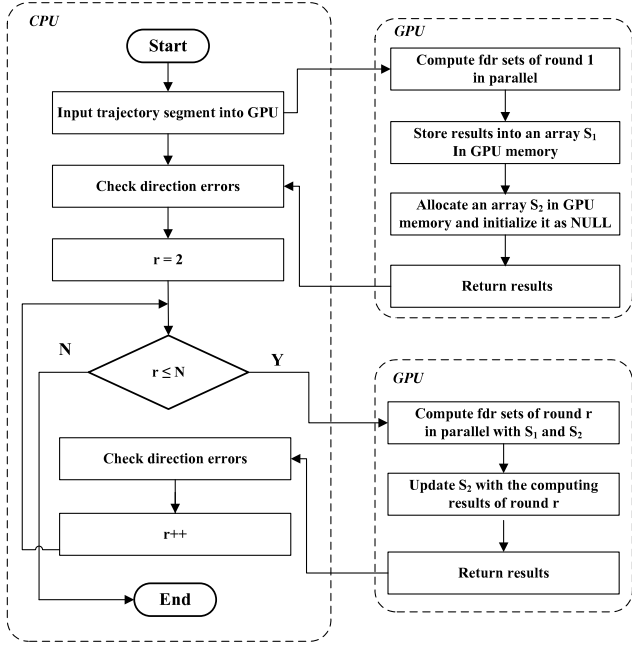 CPU
Start
Input trajectory segment into GPU
Check direction errors
r = 2
N
r ≤ N
Y
Check direction errors
r++
End
GPU
Compute fdr sets of round 1
in parallel
Store results into an array S₁
In GPU memory
Allocate an array S₂ in GPU
memory and initialize it as NULL
Return results
GPU
Compute fdr sets of round r
in parallel with S₁ and S₂
Update S₂ with the computing
results of round r
Return results